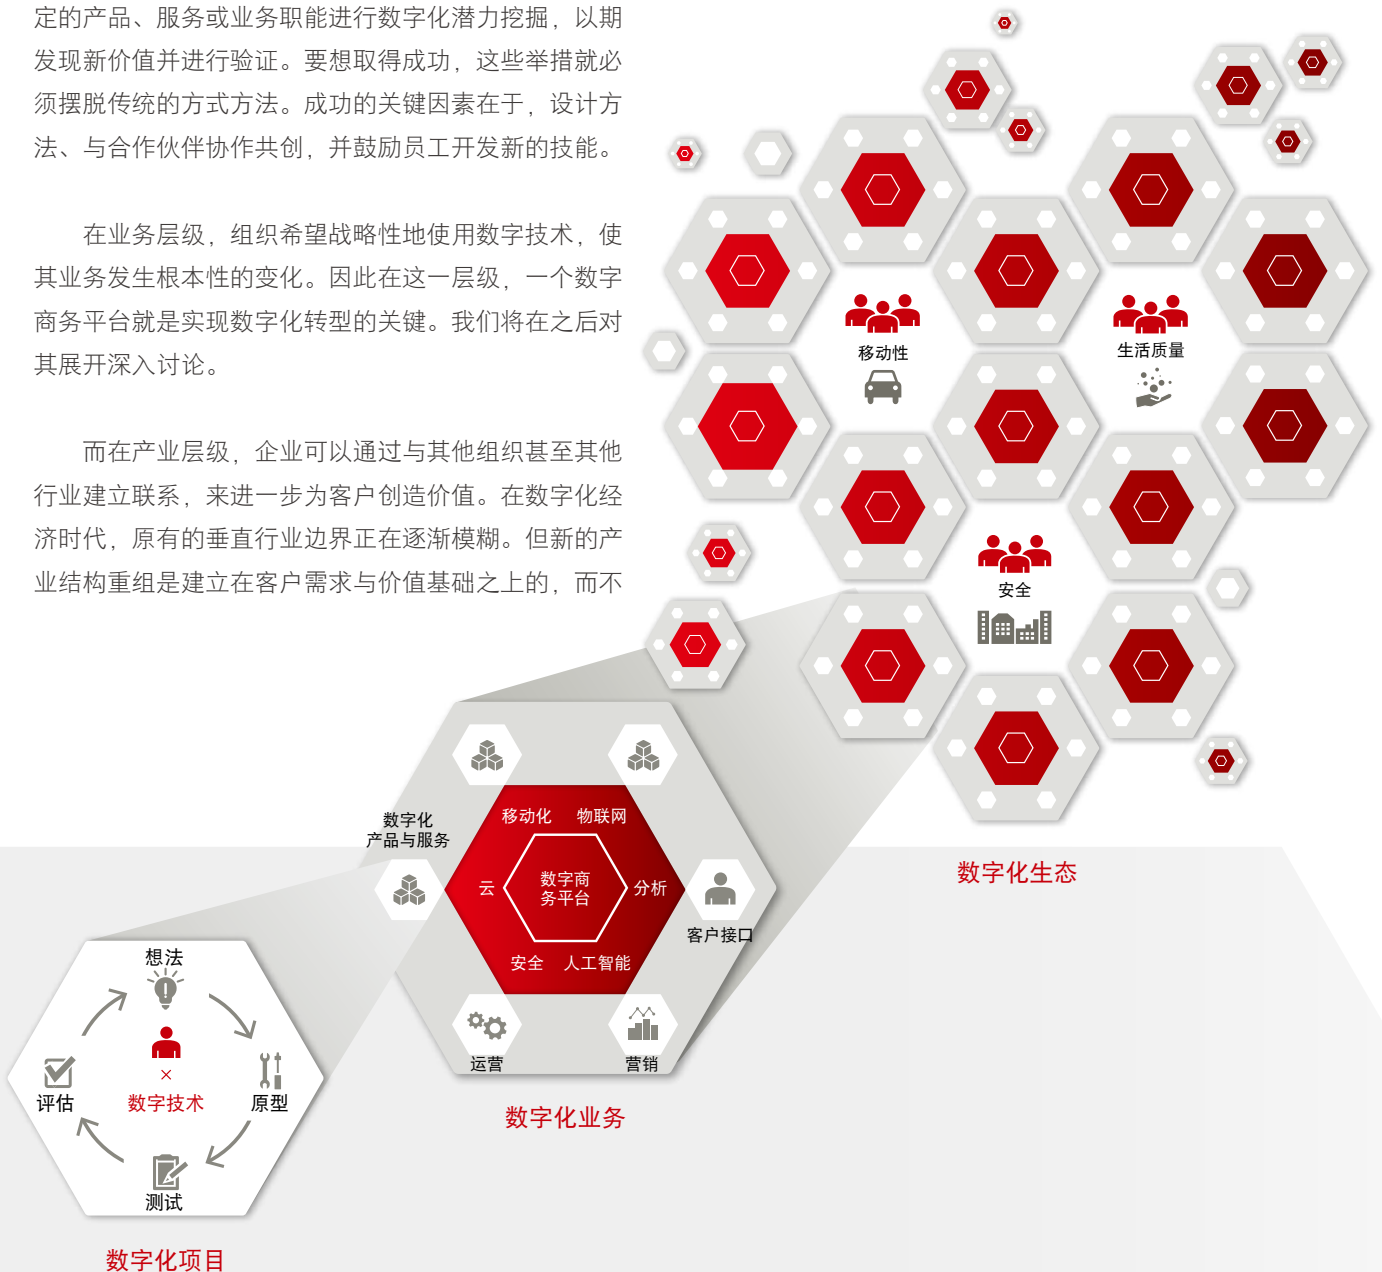 定的产品、服务或业务职能进行数字化潜力挖掘，以期
发现新价值并进行验证。要想取得成功，这些举措就必
须摆脱传统的方式方法。成功的关键因素在于，设计方
法、与合作伙伴协作共创，并鼓励员工开发新的技能。
在业务层级，组织希望战略性地使用数字技术，使
其业务发生根本性的变化。因此在这一层级，一个数字
商务平台就是实现数字化转型的关键。我们将在之后对
其展开深入讨论。
而在产业层级，企业可以通过与其他组织甚至其他
行业建立联系，来进一步为客户创造价值。在数字化经
济时代，原有的垂直行业边界正在逐渐模糊。但新的产
业结构重组是建立在客户需求与价值基础之上的，而不
移动性
生活质量
安全
数字化生态
数字化
产品与服务
移动化
物联网
云
数字商
务平台
分析
安全
人工智能
客户接口
运营
营销
数字化业务
想法
评估
数字技术
原型
测试
数字化项目